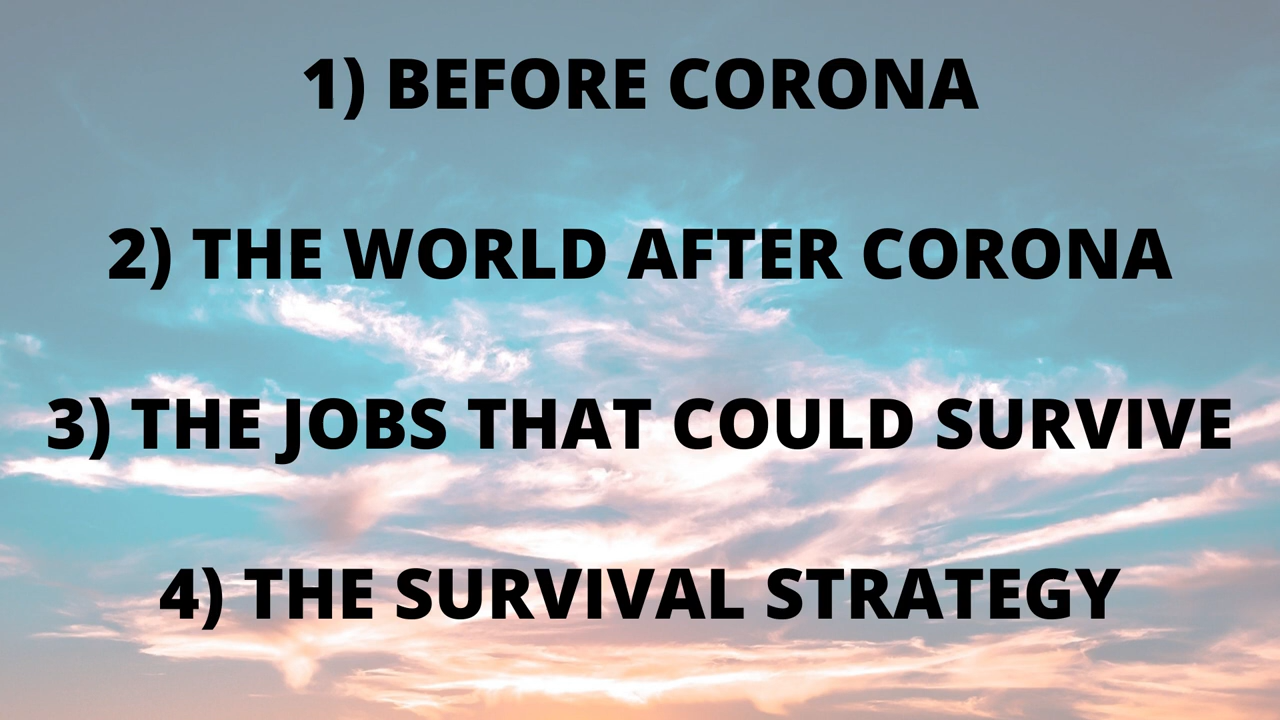 1) BEFORE CORONA
2) THE WORLD AFTER CORONA
3) THE JOBS THAT COULD SURVIVE
4) THE SURVIVAL STRATEGY